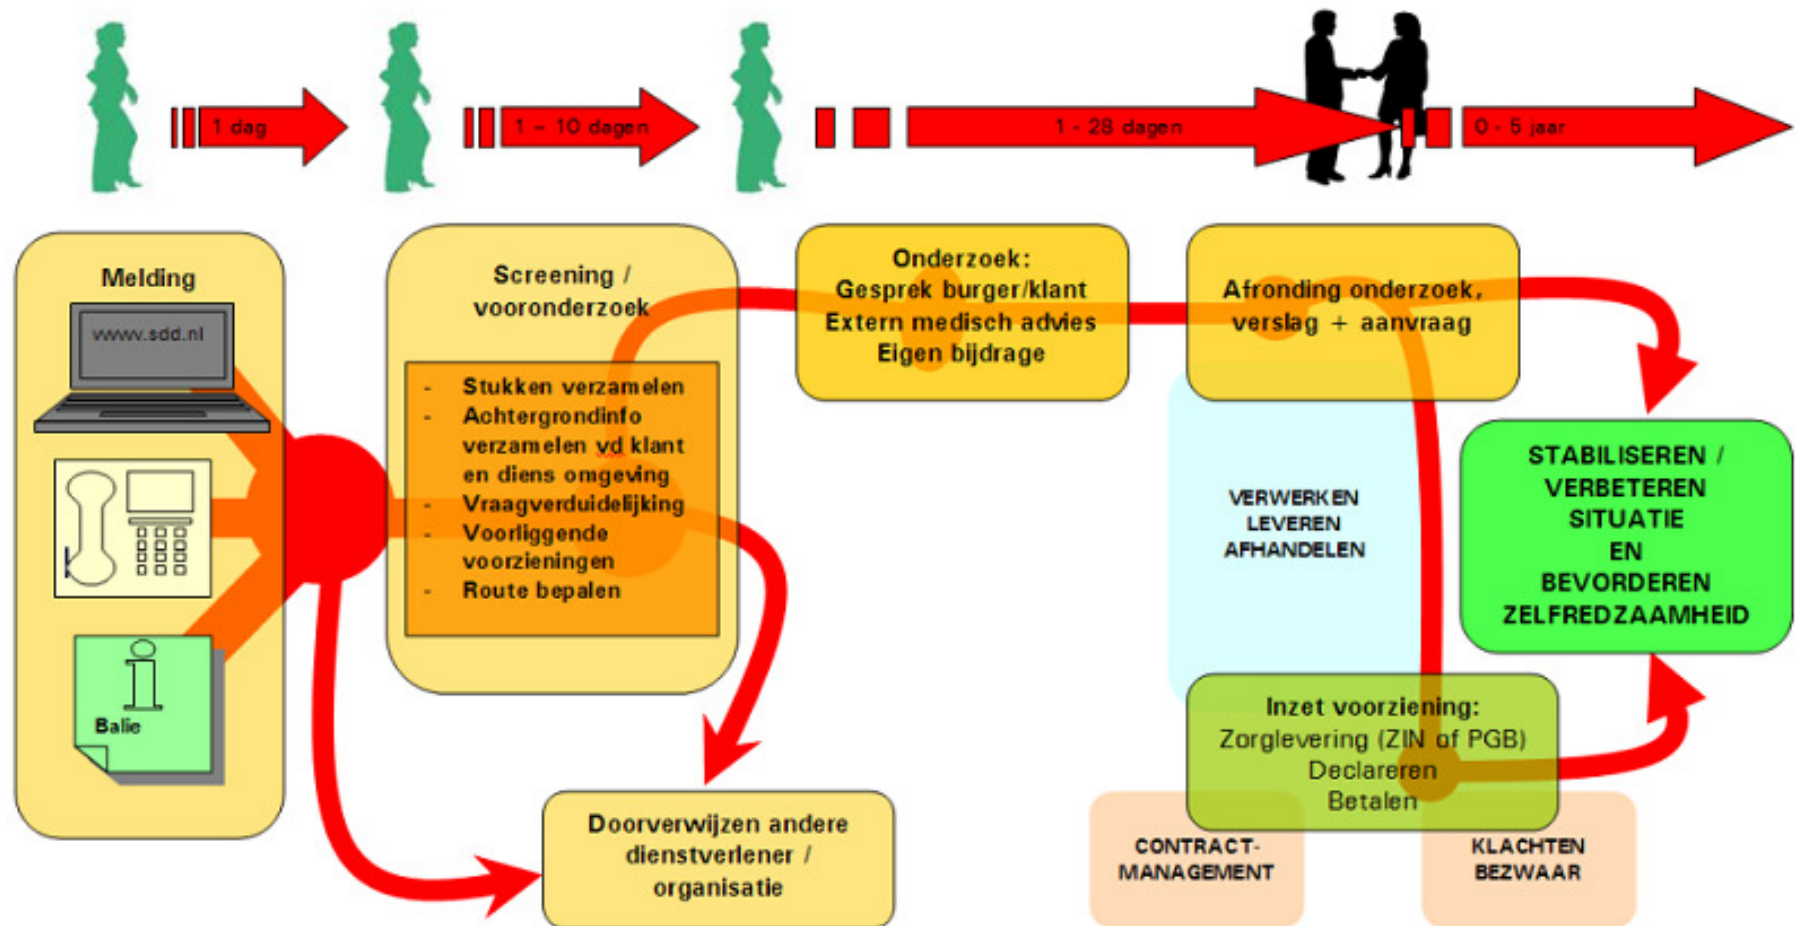 1 dag
1 – 10 dagen
1 - 28 dagen
0 - 5 jaar
Melding
www.sdd.nl
Balie
Screening /
vooronderzoek
- Stukken verzamelen
- Achtergrondinfo
verzamelen vd klant
en diens omgeving
- Vraagverduidelijking
- Voorliggende
voorzieningen
- Route bepalen
Onderzoek:
Gesprek burger/klant
Extern medisch advies
Eigen bijdrage
Afronding onderzoek,
verslag + aanvraag
VERWERKEN
LEVEREN
AFHANDELEN
STABILISEREN /
VERBETEREN
SITUATIE
EN
BEVORDEREN
ZELFREDZAAMHEID
Inzet voorziening:
Zorglevering (ZIN of PGB)
Declareren
Betalen
Doorverwijzen andere
dienstverlener /
organisatie
CONTRACT-
MANAGEMENT
KLACHTEN
BEZWAAR